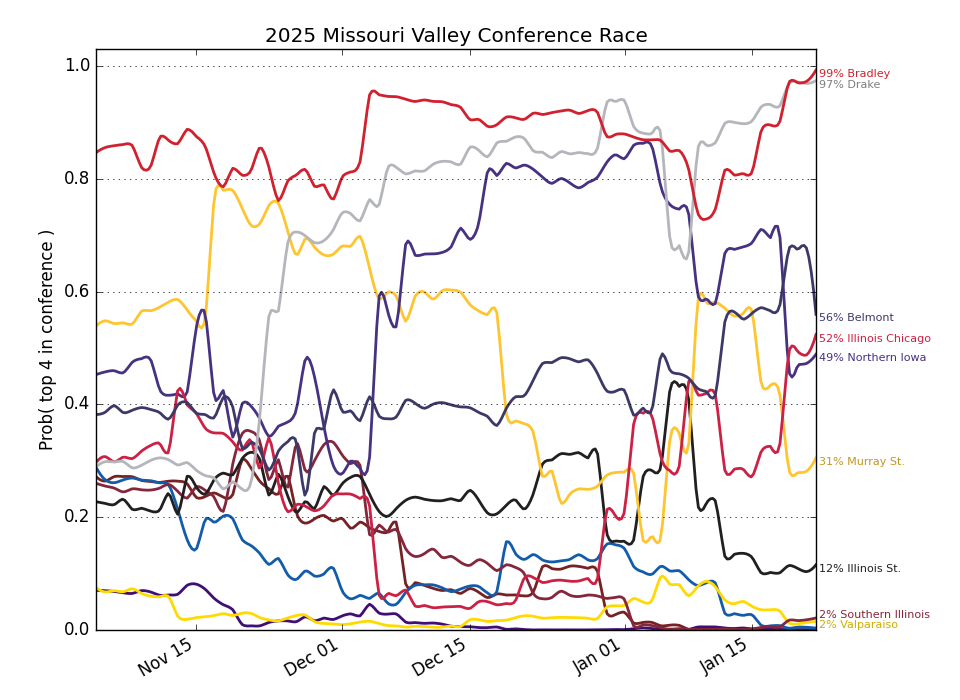 2025 Missouri Valley Conference Race
Prob( top 4 in conference )
1.0
0.8
0.6
0.4
0.2
0.0
Nov 15
Dec 01
Dec 15
Jan 01
Jan 15
99% Bradley
97% Drake
56% Belmont
52% Illinois Chicago
49% Northern Iowa
31% Murray St.
12% Illinois St.
2% Southern Illinois
2% Valparaiso